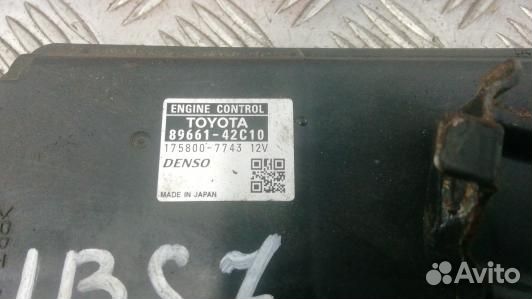 ENGINE CONTROL
TOYOTA
89661-42C10
175800-7743 12V
DENSO
MADE IN JAPAN
Avito